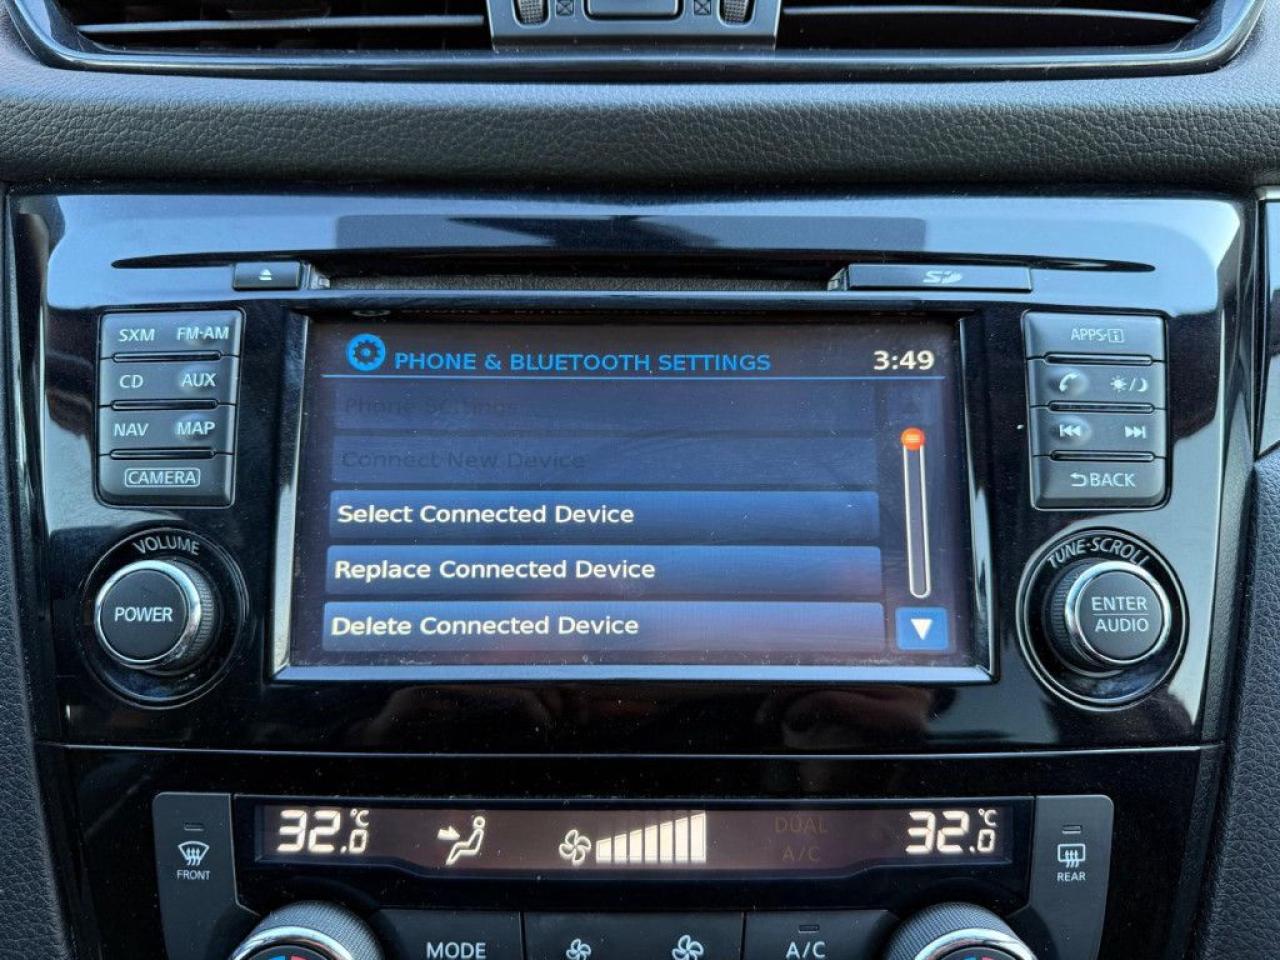 SD
SXM FM·AM
CD AUX
NAV MAP
CAMERA
VOLUME
POWER
PHONE & BLUETOOTH SETTINGS 3:49
Phone Settings
Connect New Device
Select Connected Device
Replace Connected Device
Delete Connected Device
APPS·i
BACK
TUNE·SCROLL
ENTER
AUDIO
FRONT
32.0°C
DUAL
A/C
32.0°C
REAR
MODE
A/C